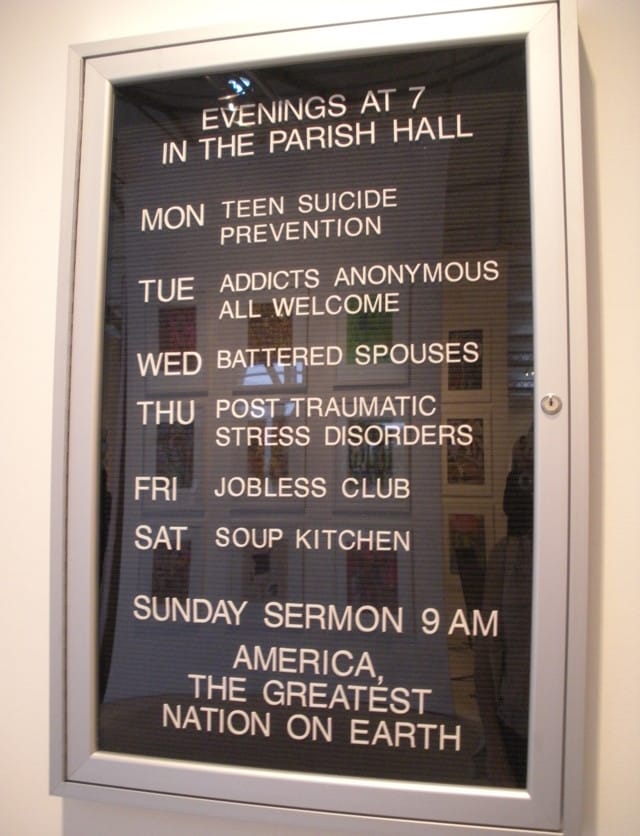 EVENINGS AT 7
IN THE PARISH HALL
MON TEEN SUICIDE
PREVENTION
TUE ADDICTS ANONYMOUS
ALL WELCOME
WED BATTERED SPOUSES
THU POST TRAUMATIC
STRESS DISORDERS
FRI JOBLESS CLUB
SAT SOUP KITCHEN
SUNDAY SERMON 9 AM
AMERICA,
THE GREATEST
NATION ON EARTH